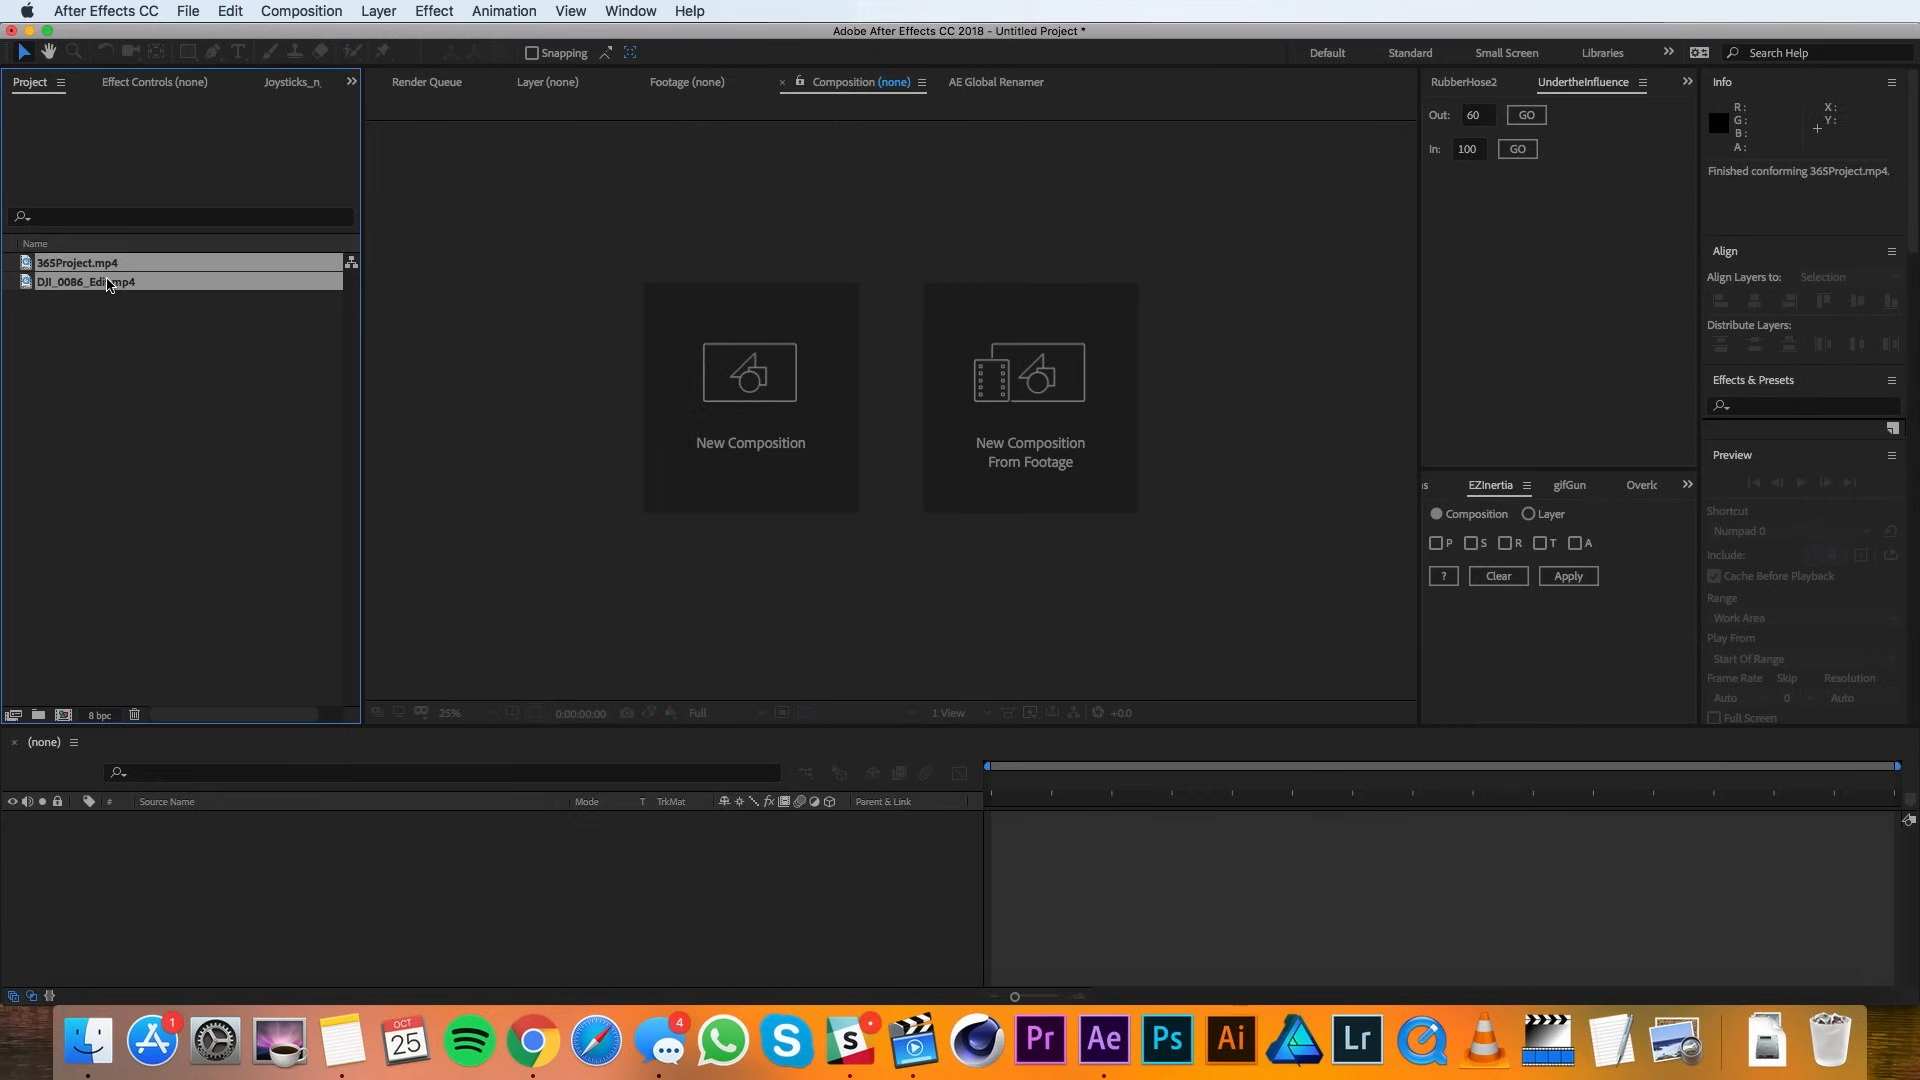 After Effects CC File Edit Composition Layer Effect Animation View Window Help
Adobe After Effects CC 2018 - Untitled Project *
Snapping
Default Standard Small Screen Libraries Search Help
Project Effect Controls (none) Joysticks_n
Render Queue Layer (none) Footage (none) Composition (none) AE Global Renamer
RubberHose2 UndertheInfluence
Info
Out: 60 GO
In: 100 GO
R:
G:
B:
A:
X:
Y:
Finished conforming 365Project.mp4.
Name
365Project.mp4
DJI_0086_Edi mp4
New Composition
New Composition
From Footage
Align
Align Layers to: Selection
Distribute Layers:
Effects & Presets
Preview
Shortcut
Numpad 0
Include:
Cache Before Playback
Range
Work Area
Play From
Start Of Range
Frame Rate Skip Resolution
Auto 0 Auto
Full Screen
EZInertia gifGun Overlc
Composition Layer
P S R T A
? Clear Apply
8 bpc
25% 0:00:00:00 Full 1 View +0.0
(none)
# Source Name Mode T TrkMat fx Parent & Link
1
OCT
25
4
S
S
Pr
Ae
Ps
Ai
Lr